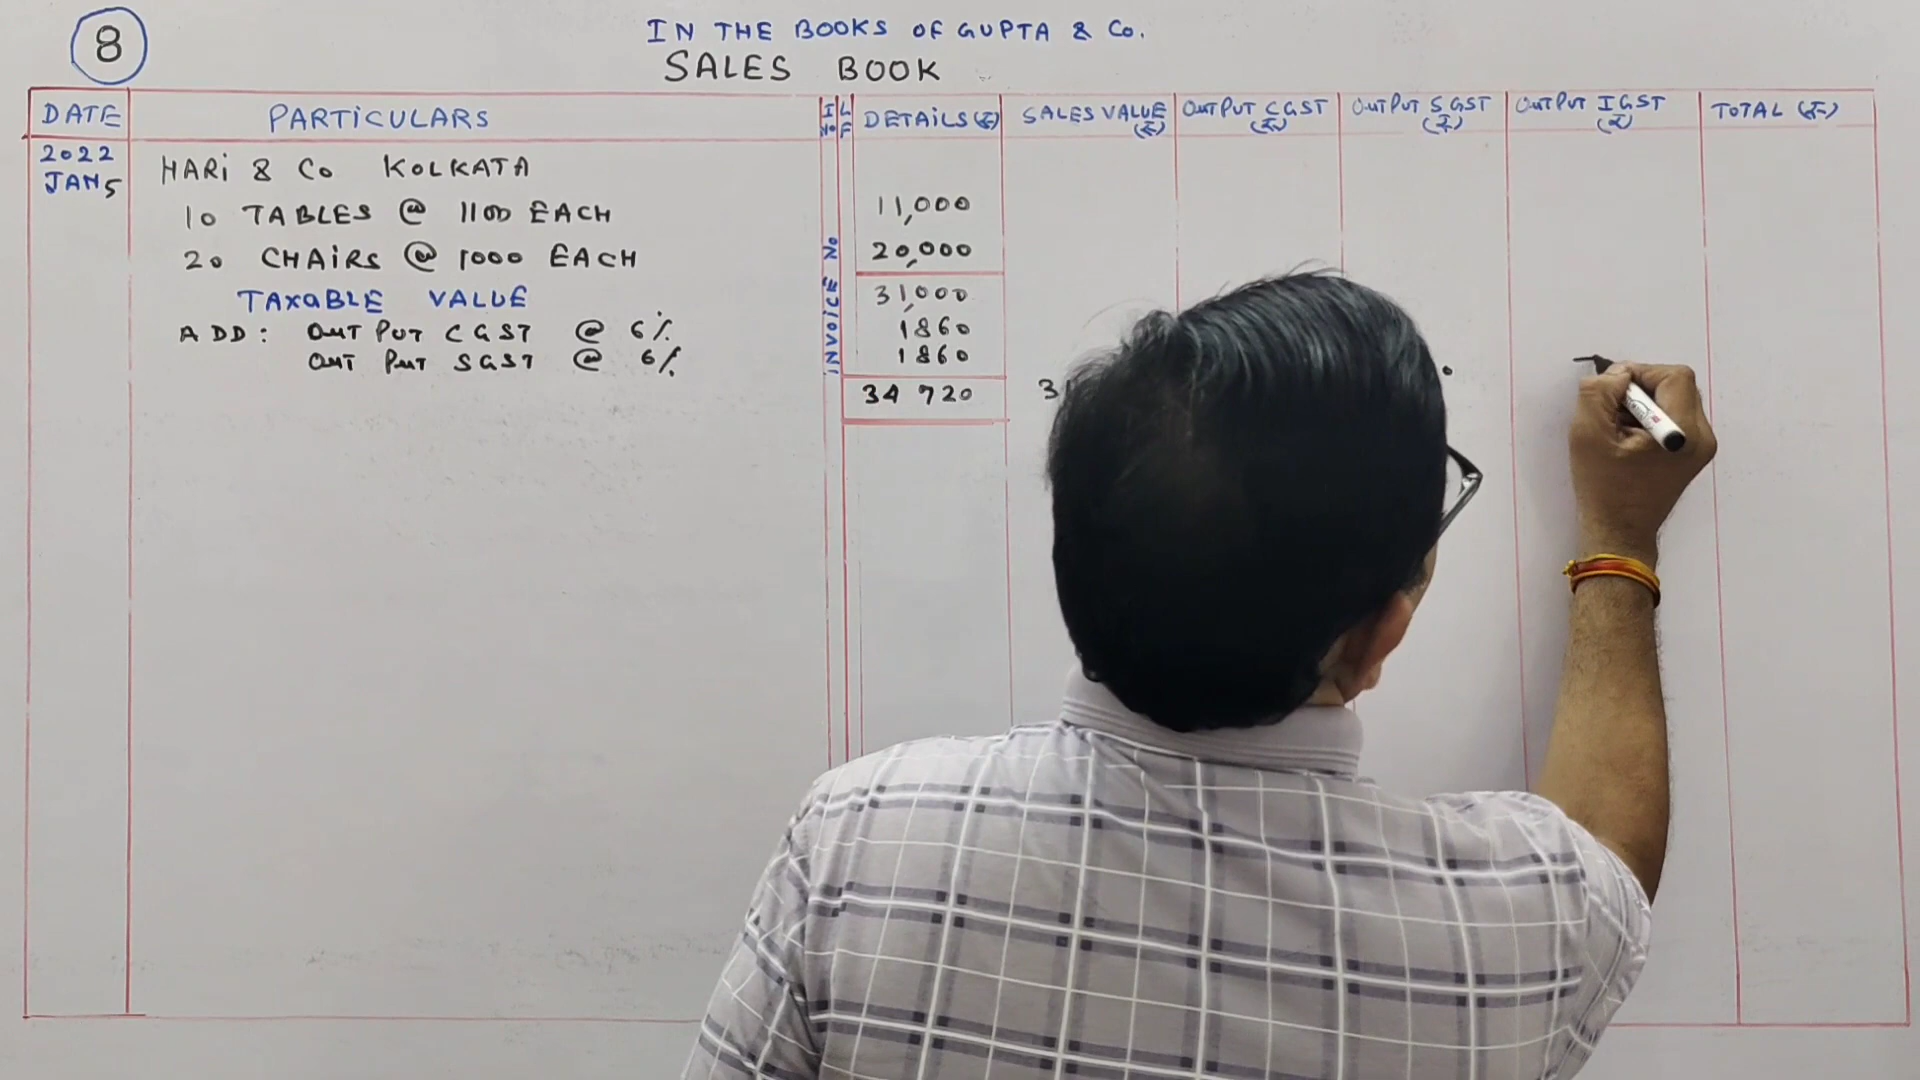 8
IN THE BOOKS OF GUPTA & Co.
SALES BOOK
DATE PARTICULARS I No L F DETAILS (₹) SALES VALUE (₹) OUTPUT CGST (₹) OUTPUT SGST (₹) OUTPUT IGST (₹) TOTAL (₹)
2022
JAN 5 HARI & Co KOLKATA
10 TABLES @ 1100 EACH 11,000
20 CHAIRS @ 1000 EACH 20,000
TAXABLE VALUE 31,000
ADD: OUTPUT CGST @ 6% 1860
OUTPUT SGST @ 6% 1860
34 720
INVOICE No